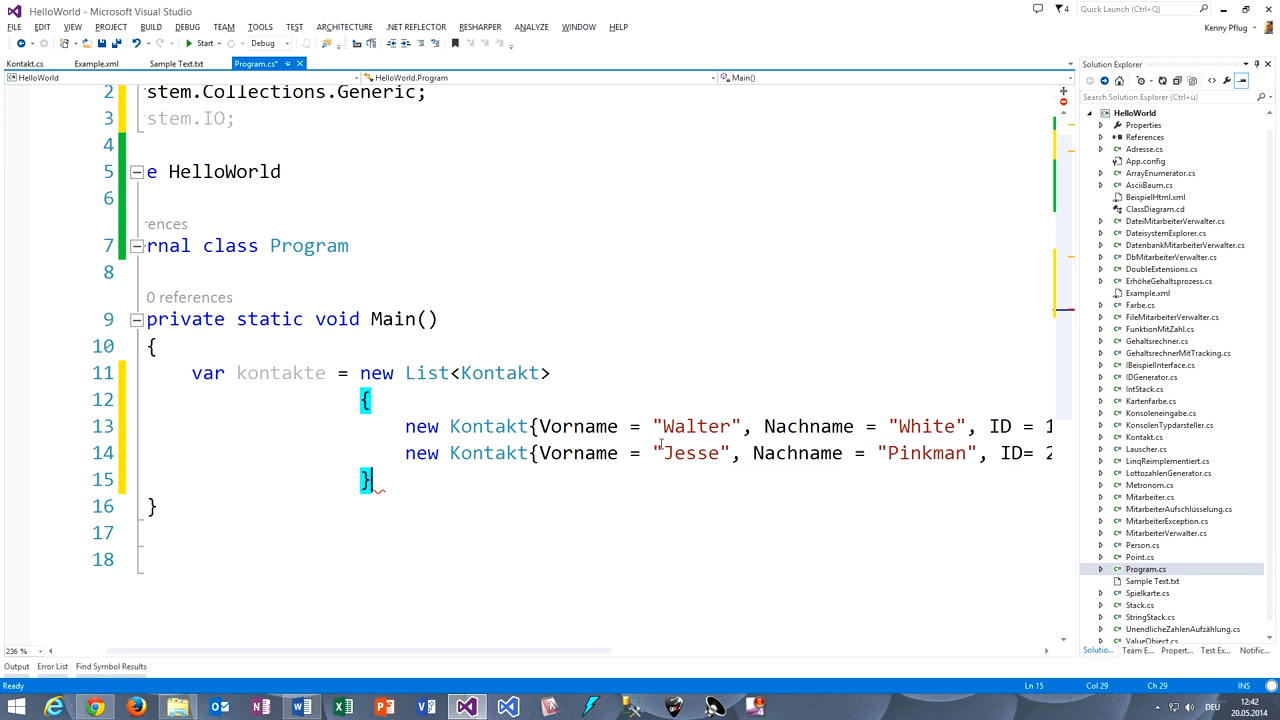 HelloWorld - Microsoft Visual Studio
4
Quick Launch (Ctrl+Q)
FILE EDIT VIEW PROJECT BUILD DEBUG TEAM TOOLS TEST ARCHITECTURE .NET REFLECTOR RESHARPER ANALYZE WINDOW HELP
Kenny Pflug
Start Debug
Kontakt.cs Example.xml Sample Text.txt Program.cs*
HelloWorld HelloWorld.Program Main()
2 stem.Collections.Generic;
3 stem.IO;
4
5 e HelloWorld
6
rences
7 rnal class Program
8
0 references
9 private static void Main()
10 {
11 var kontakte = new List<Kontakt>
12 {
13 new Kontakt{Vorname = "Walter", Nachname = "White", ID = 1
14 new Kontakt{Vorname = "Jesse", Nachname = "Pinkman", ID= 2
15 }
16 }
17
18
236 %
Solution Explorer
Search Solution Explorer (Ctrl+ü)
HelloWorld
Properties
References
Adresse.cs
App.config
ArrayEnumerator.cs
AsciiBaum.cs
BeispielHtml.xml
ClassDiagram.cd
DateiMitarbeiterVerwalter.cs
DateisystemExplorer.cs
DatenbankMitarbeiterVerwalter.cs
DbMitarbeiterVerwalter.cs
DoubleExtensions.cs
ErhöheGehaltsprozess.cs
Example.xml
Farbe.cs
FileMitarbeiterVerwalter.cs
FunktionMitZahl.cs
Gehaltsrechner.cs
GehaltsrechnerMitTracking.cs
IBeispielInterface.cs
IDGenerator.cs
IntStack.cs
Kartenfarbe.cs
Konsoleneingabe.cs
KonsolenTypdarsteller.cs
Kontakt.cs
Leuchter.cs
LinqReimplementiert.cs
LottozahlenGenerator.cs
Metronom.cs
Mitarbeiter.cs
MitarbeiterAufschlüsselung.cs
MitarbeiterException.cs
MitarbeiterVerwalter.cs
Person.cs
Point.cs
Program.cs
Sample Text.txt
Spielkarte.cs
Stack.cs
StringStack.cs
UnendlicheZahlenAufzählung.cs
ValueObject.cs
Solutio... Team E... Propert... Test Ex... Notific...
Output Error List Find Symbol Results
Ready Ln 15 Col 29 Ch 29 INS
DEU
12:42
20.05.2014